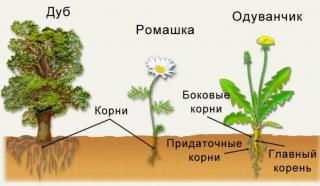 Дуб
Ромашка
Одуванчик
Корни
Боковые
корни
Придаточные
корни
Главный
корень